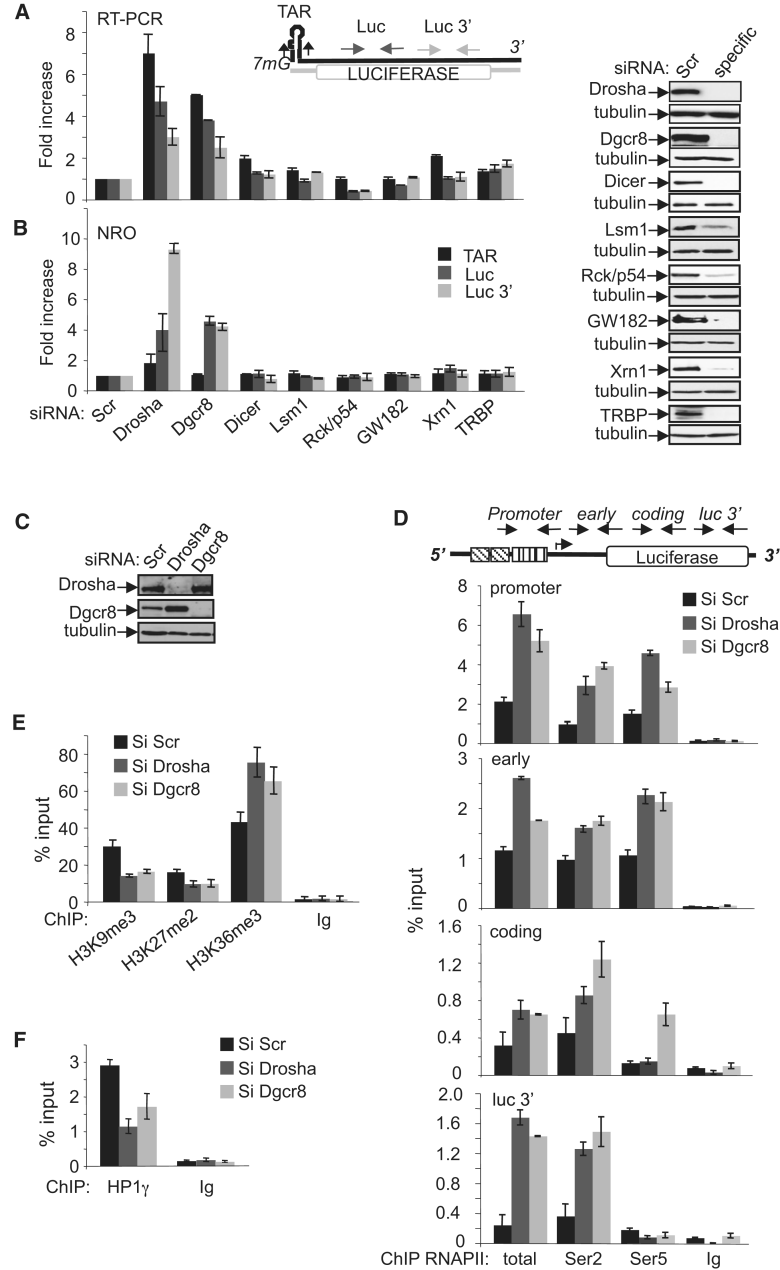 A
RT-PCR
TAR
Luc
Luc 3'
3'
7mG
LUCIFERASE
Fold increase
8
6
4
2
0
siRNA:
Scr
specific
Drosha
tubulin
Dgcr8
tubulin
Dicer
tubulin
Lsm1
tubulin
Rck/p54
tubulin
GW182
tubulin
Xrn1
tubulin
TRBP
tubulin
B
NRO
Fold increase
10
8
6
4
2
0
TAR
Luc
Luc 3'
siRNA:
Scr
Drosha
Dgcr8
Dicer
Lsm1
Rck/p54
GW182
Xrn1
TRBP
C
siRNA:
Scr
Drosha
Dgcr8
Drosha
Dgcr8
tubulin
D
Promoter early coding luc 3'
5'
Luciferase
3'
promoter
8
6
4
2
0
Si Scr
Si Drosha
Si Dgcr8
early
3
2
1
0
% input
coding
1.6
1.2
0.8
0.4
0
luc 3'
2.0
1.6
1.2
0.8
0.4
0
ChIP RNAPII: total Ser2 Ser5 Ig
E
Si Scr
Si Drosha
Si Dgcr8
% input
80
60
40
20
0
ChIP:
H3K9me3
H3K27me2
H3K36me3
Ig
F
Si Scr
Si Drosha
Si Dgcr8
% input
3
2
1
0
ChIP: HP1γ Ig